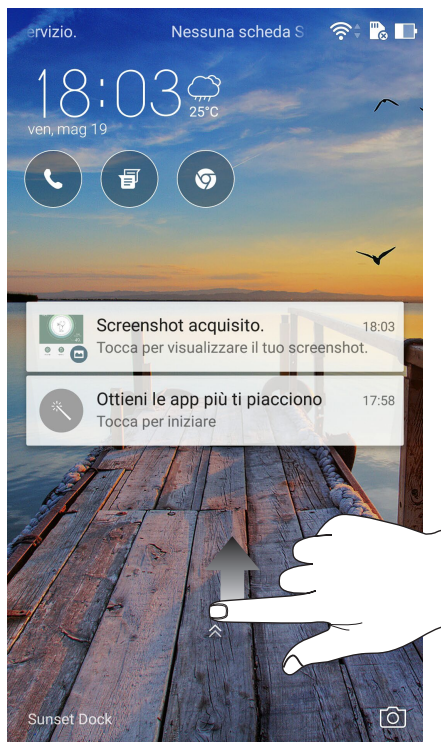 ervizio. Nessuna scheda S
18:03
25°C
ven, mag 19
Screenshot acquisito. 18:03
Tocca per visualizzare il tuo screenshot.
Ottieni le app più ti piacciono 17:58
Tocca per iniziare
Sunset Dock